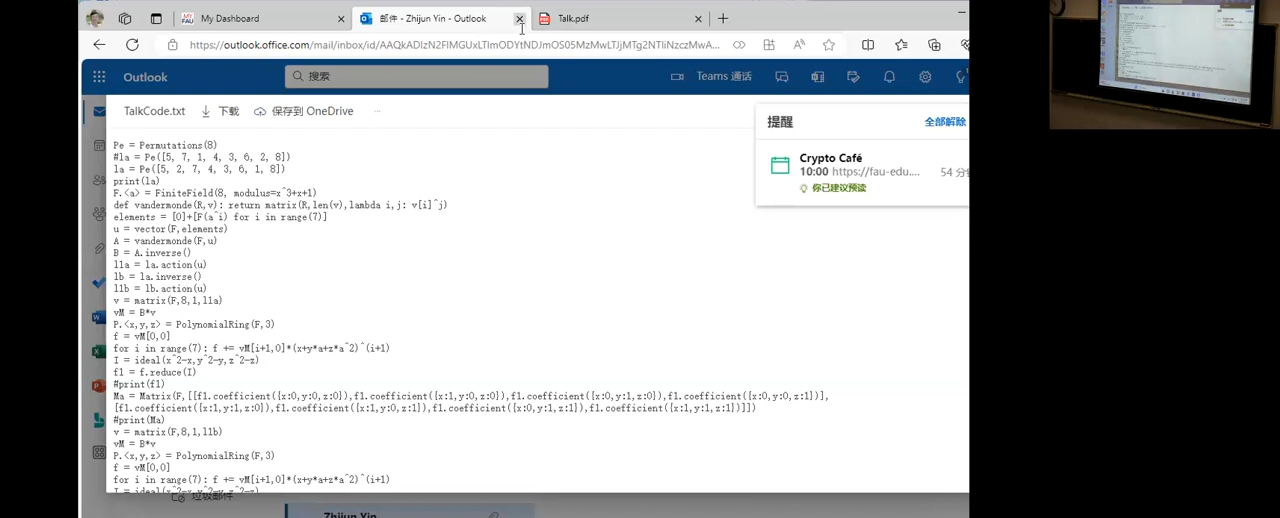 My Dashboard
邮件 - Zhijun Yin - Outlook
Talk.pdf
https://outlook.office.com/mail/inbox/id/AAQkADIzN2FlMGUxLTlmODYtNDJmOS05MzMwLTJjMTg2NTliNzczMwA...
Outlook
搜索
Teams 通话
TalkCode.txt
下载
保存到 OneDrive
提醒
全部解除
Crypto Café
10:00 https://fau-edu....
54 分
你已建议预读
Pe = Permutations(8)
#la = Pe([5, 7, 1, 4, 3, 6, 2, 8])
la = Pe([5, 2, 7, 4, 3, 6, 1, 8])
print(la)
F.<a> = FiniteField(8, modulus=x^3+x+1)
def vandermonde(R,v): return matrix(R,len(v),lambda i,j: v[i]^j)
elements = [0]+[F(a^i) for i in range(7)]
u = vector(F,elements)
A = vandermonde(F,u)
B = A.inverse()
lla = la.action(u)
lb = la.inverse()
llb = lb.action(u)
v = matrix(F,8,1,lla)
vM = B*v
P.<x,y,z> = PolynomialRing(F,3)
f = vM[0,0]
for i in range(7): f += vM[i+1,0]*(x+y*a+z*a^2)^(i+1)
I = ideal(x^2-x,y^2-y,z^2-z)
f1 = f.reduce(I)
#print(f1)
Ma = Matrix(F,[[f1.coefficient({x:0,y:0,z:0}),f1.coefficient({x:1,y:0,z:0}),f1.coefficient({x:0,y:1,z:0}),f1.coefficient({x:0,y:0,z:1})],
[f1.coefficient({x:1,y:1,z:0}),f1.coefficient({x:1,y:0,z:1}),f1.coefficient({x:0,y:1,z:1}),f1.coefficient({x:1,y:1,z:1})]])
#print(Ma)
v = matrix(F,8,1,llb)
vM = B*v
P.<x,y,z> = PolynomialRing(F,3)
f = vM[0,0]
for i in range(7): f += vM[i+1,0]*(x+y*a+z*a^2)^(i+1)
I = ideal(x^2-x,y^2-y,z^2-z)
垃圾邮件
Zhijun Yin